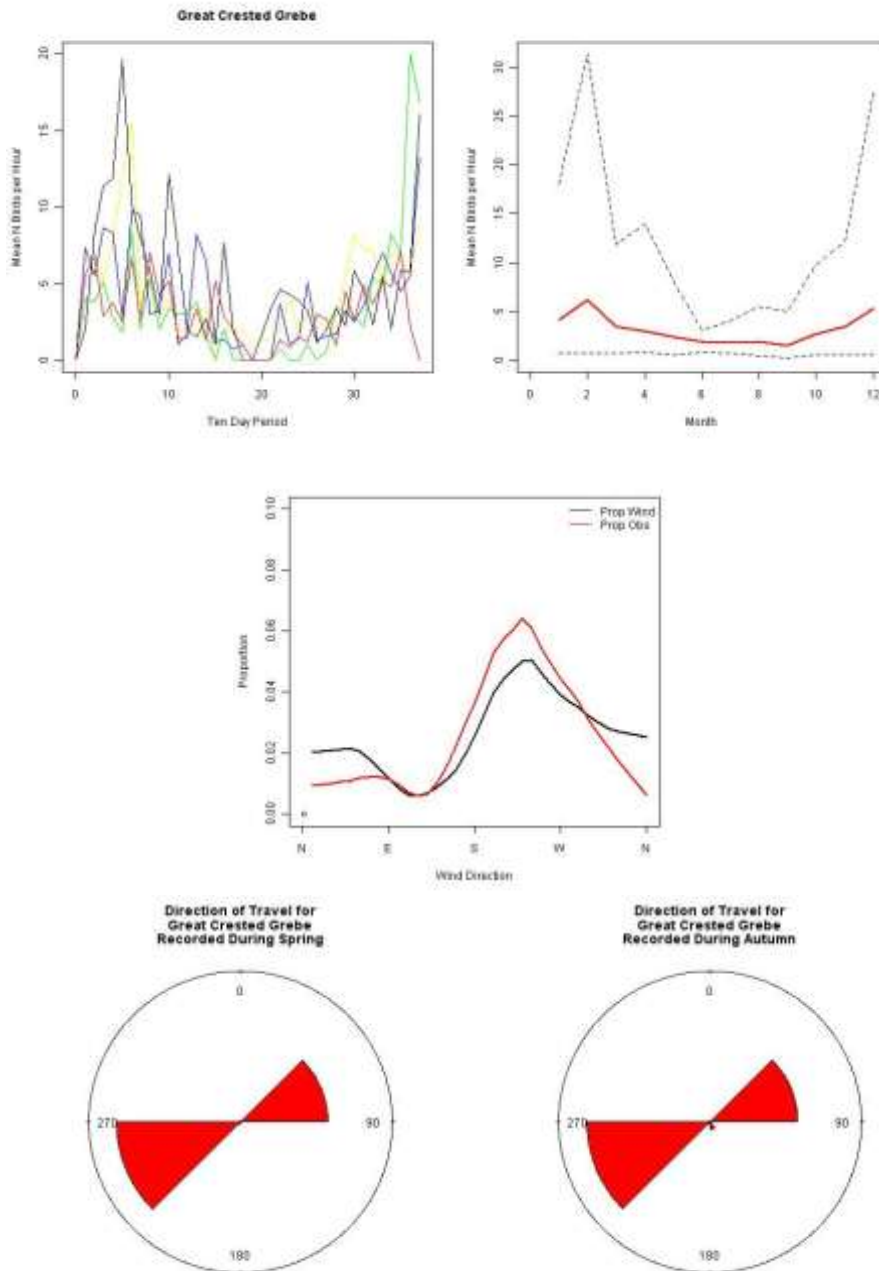 Great Crested Grebe
Mean N Birds per Hour
20
15
10
5
0
0 10 20 30
Ten Day Period
Mean N Birds per Hour
30
25
20
15
10
5
0
0 2 4 6 8 10 12
Month
Proportion
0.10
0.08
0.06
0.04
0.02
0.00
Prop Wind
Prop Obs
N E S W N
Wind Direction
Direction of Travel for
Great Crested Grebe
Recorded During Spring
0
270 90
180
Direction of Travel for
Great Crested Grebe
Recorded During Autumn
0
270 90
180